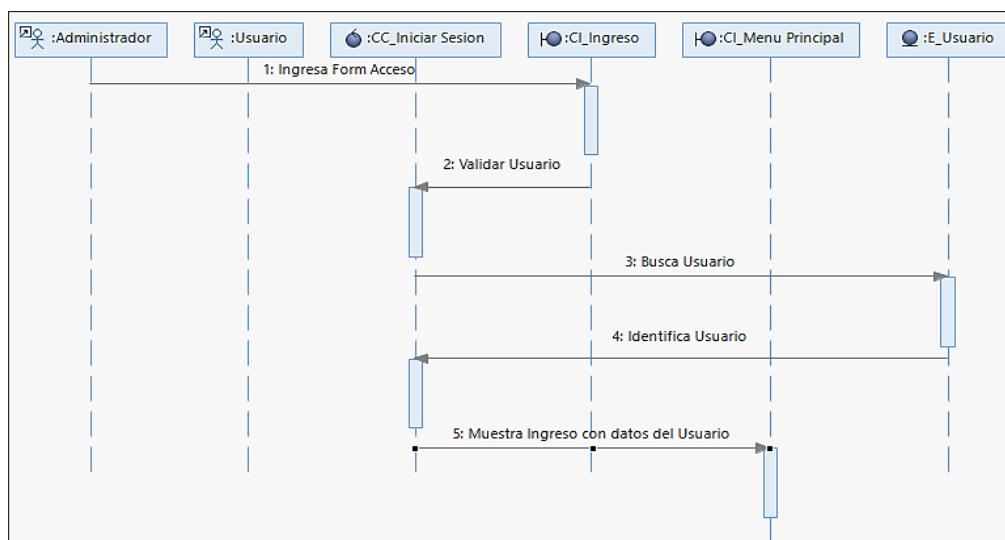 :Administrador
:Usuario
:CC_Iniciar Sesion
:CI_Ingreso
:CI_Menu Principal
:E_Usuario
1: Ingresa Form Acceso
2: Validar Usuario
3: Busca Usuario
4: Identifica Usuario
5: Muestra Ingreso con datos del Usuario